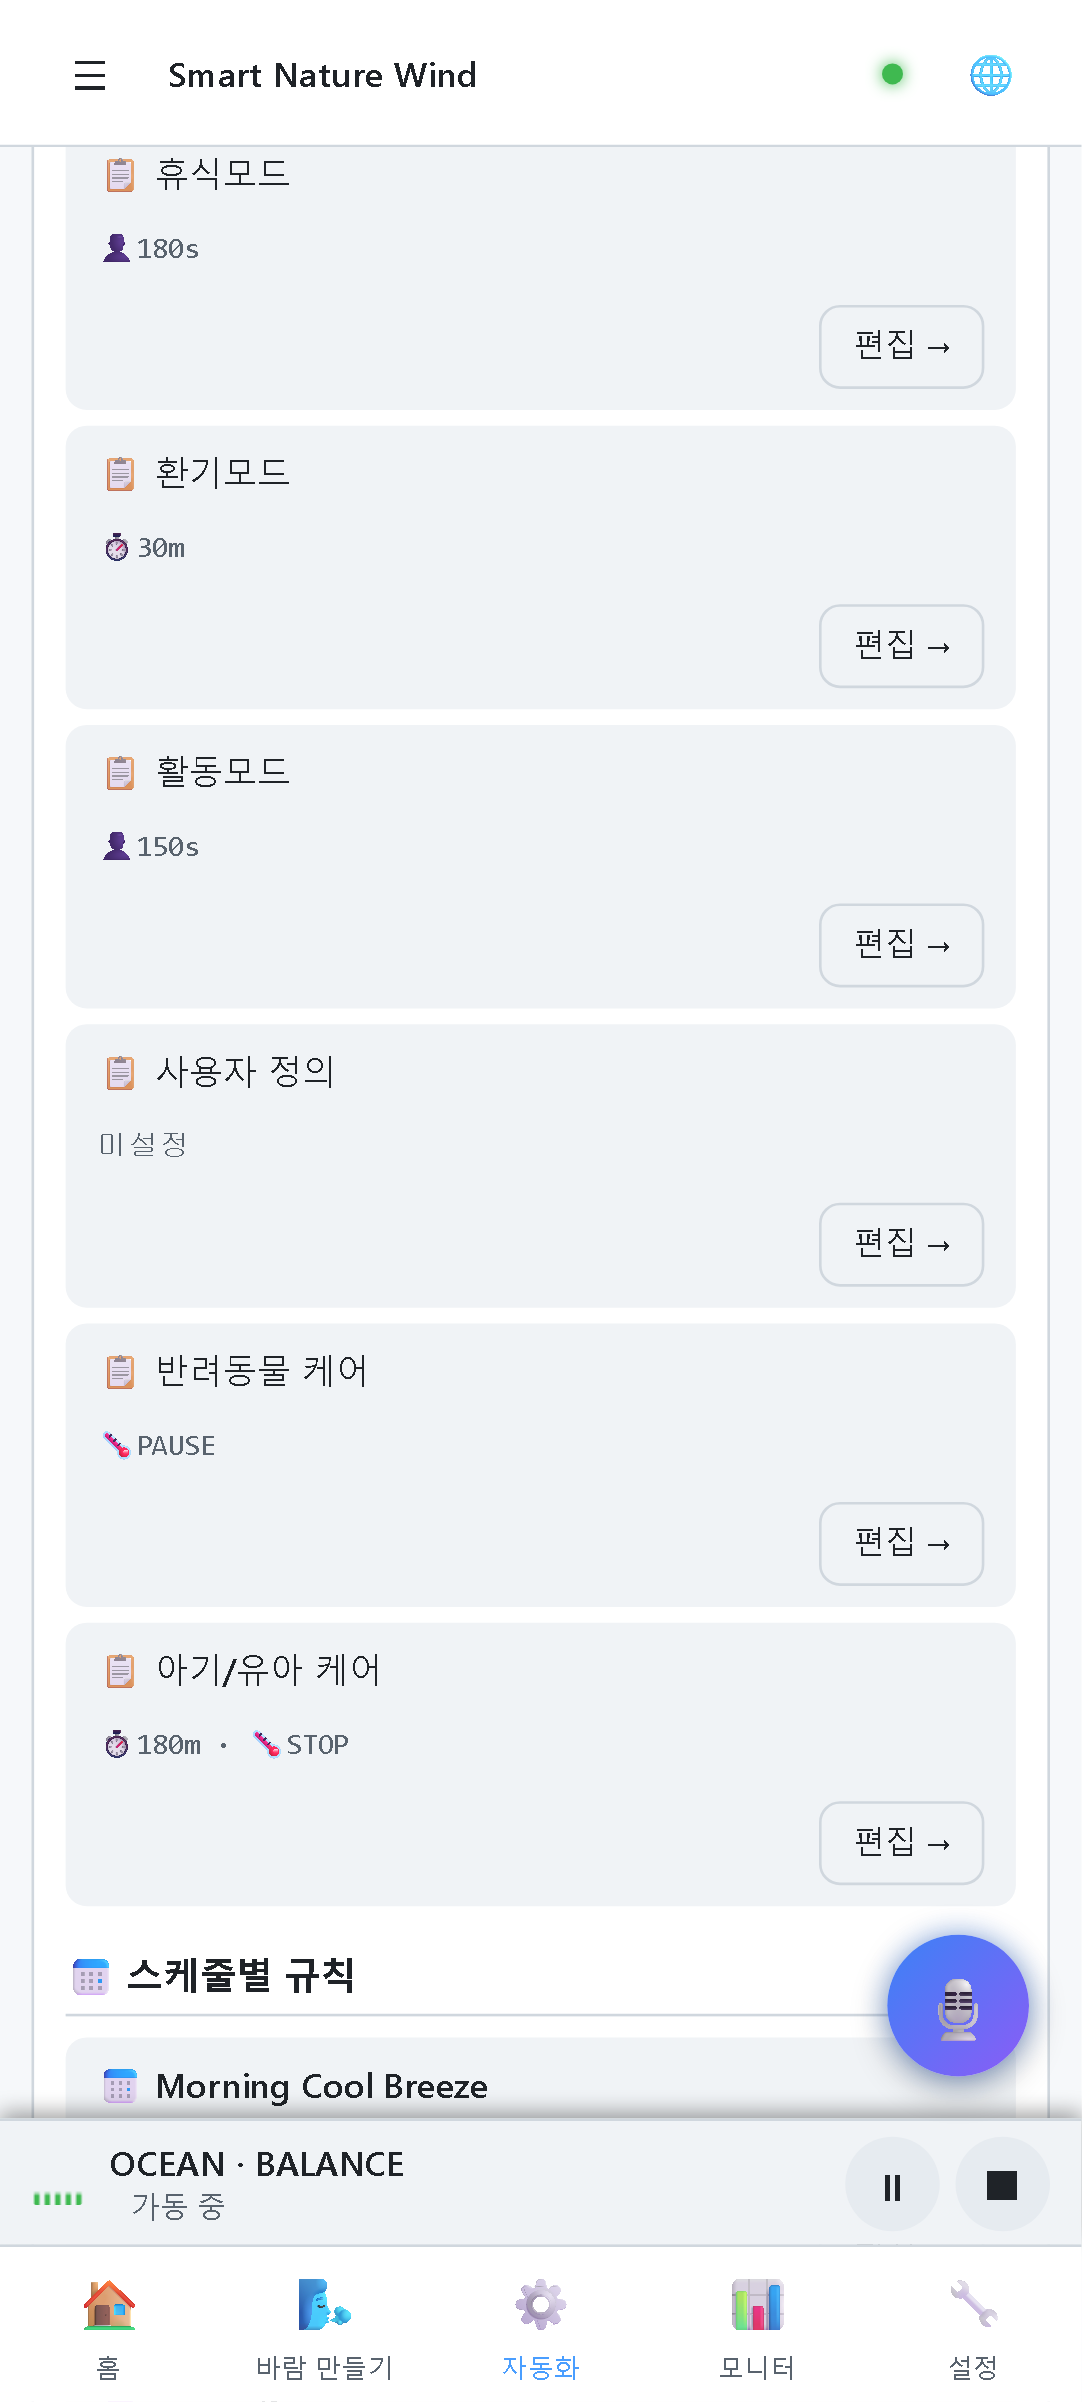 ☰ Smart Nature Wind
휴식모드
180s
편집 →
환기모드
30m
편집 →
활동모드
150s
편집 →
사용자 정의
미설정
편집 →
반려동물 케어
PAUSE
편집 →
아기/유아 케어
180m · STOP
편집 →
스케줄별 규칙
Morning Cool Breeze
OCEAN · BALANCE
가동 중
홈 바람 만들기 자동화 모니터 설정